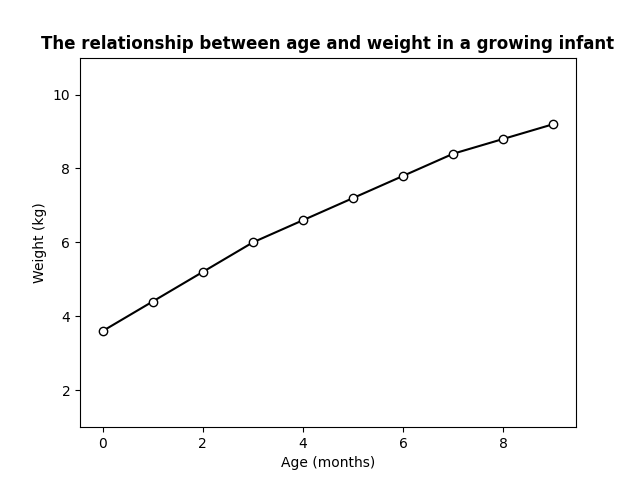 The relationship between age and weight in a growing infant
10
8
6
4
2
Weight (kg)
0 2 4 6 8
Age (months)